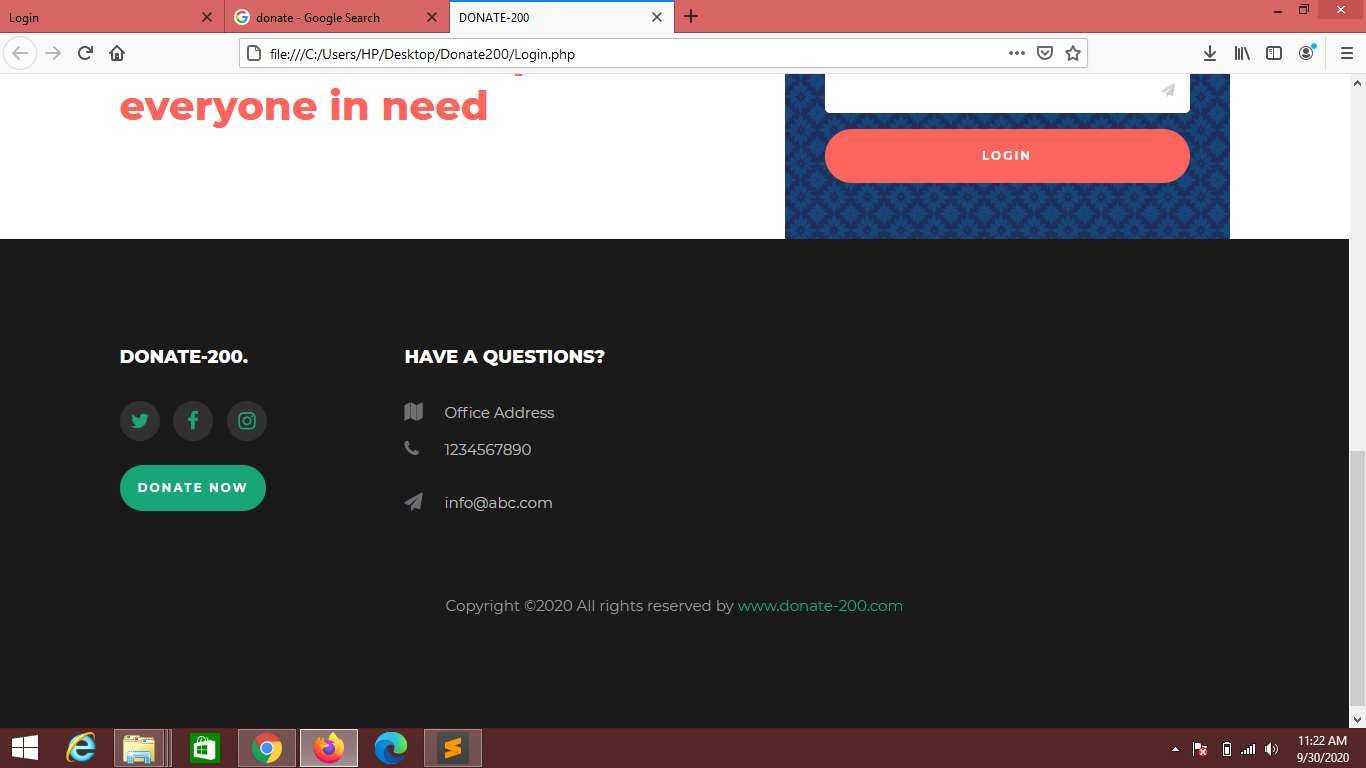 Login
donate - Google Search
DONATE-200
file:///C:/Users/HP/Desktop/Donate200/Login.php
everyone in need
LOGIN
DONATE-200.
HAVE A QUESTIONS?
Office Address
1234567890
DONATE NOW
info@abc.com
Copyright ©2020 All rights reserved by www.donate-200.com
11:22 AM
9/30/2020